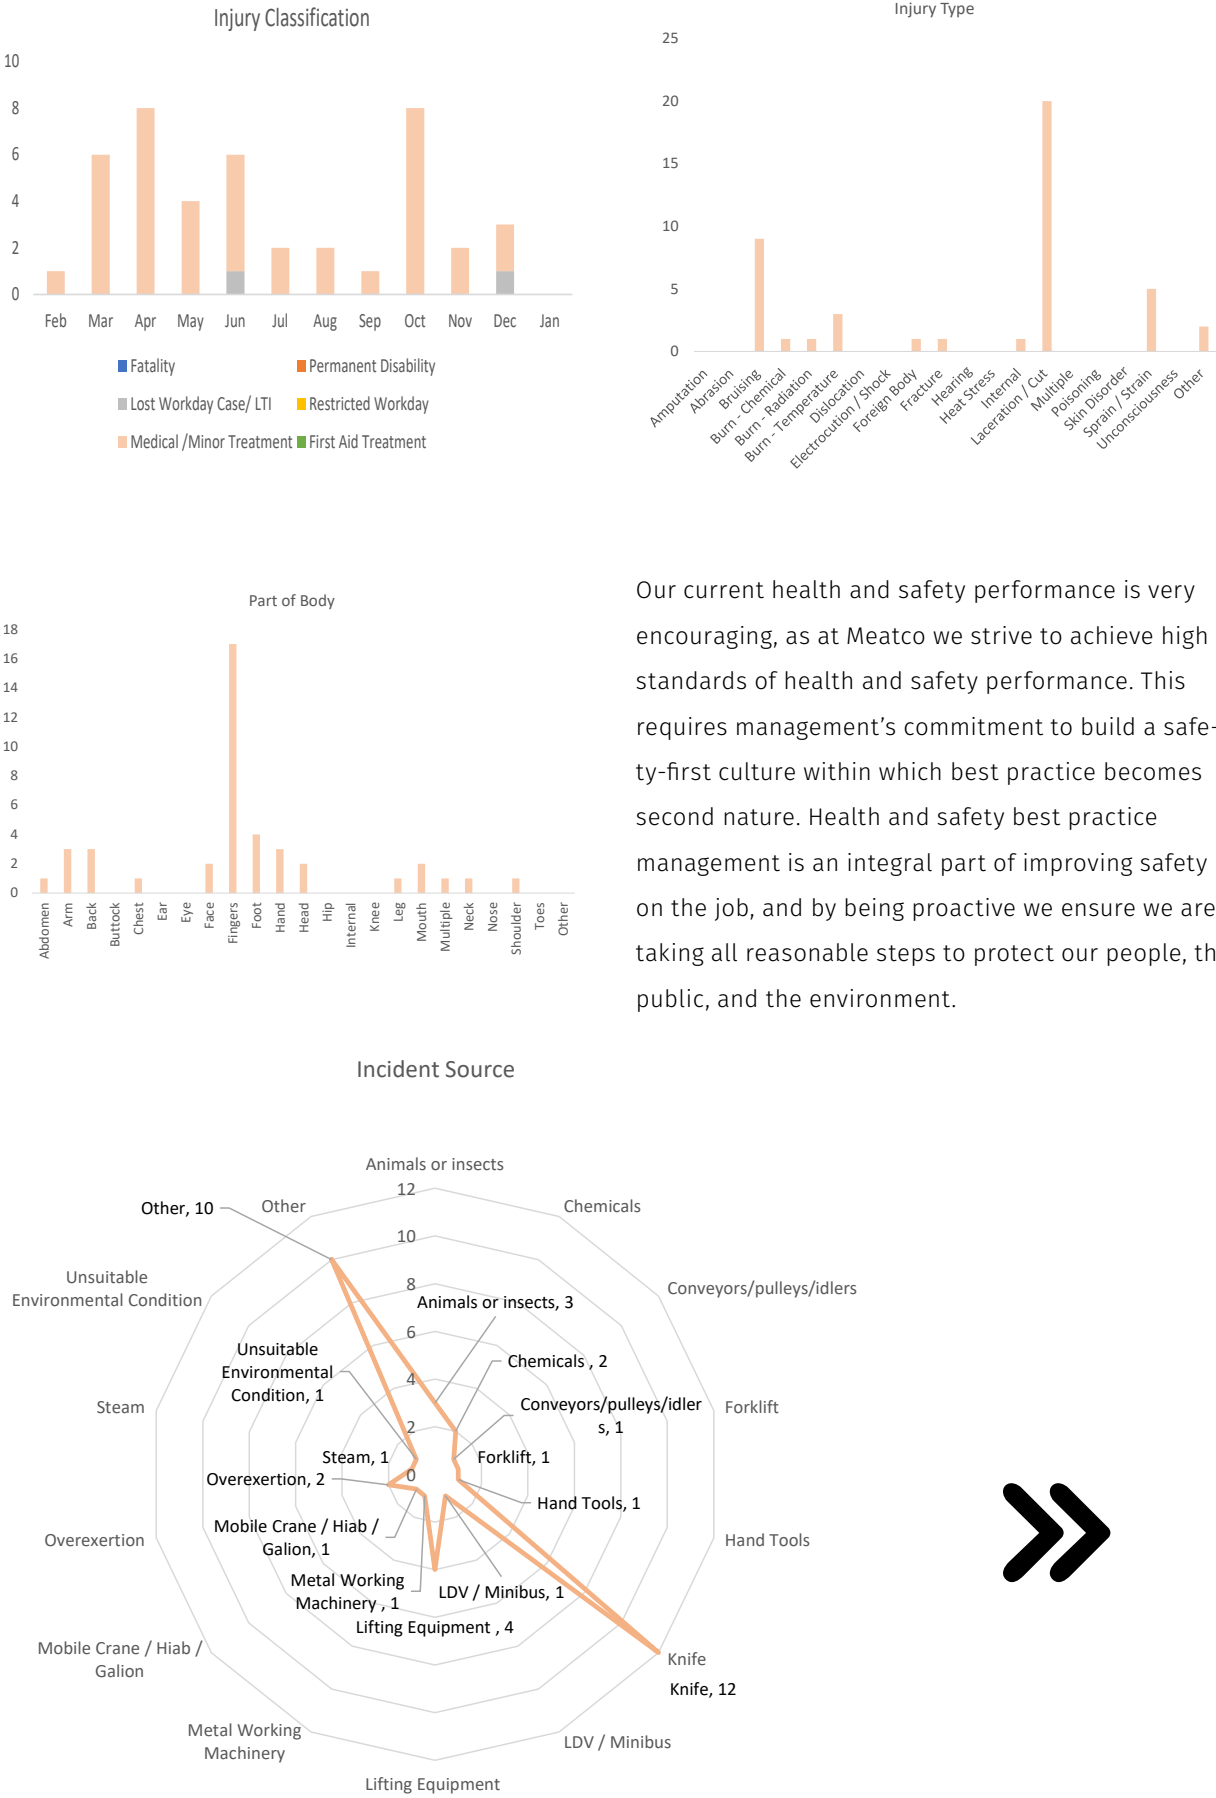 Injury Classification
10
8
6
4
2
0
Feb Mar Apr May Jun Jul Aug Sep Oct Nov Dec Jan
Fatality Permanent Disability
Lost Workday Case/ LTI Restricted Workday
Medical /Minor Treatment First Aid Treatment
Injury Type
25
20
15
10
5
0
Amputation
Abrasion
Bruising
Burn - Chemical
Burn - Radiation
Burn - Temperature
Dislocation
Electrocution / Shock
Foreign Body
Fracture
Hearing
Heat Stress
Internal
Laceration / Cut
Multiple
Poisoning
Skin Disorder
Sprain / Strain
Unconsciousness
Other
Part of Body
18
16
14
12
10
8
6
4
2
0
Abdomen
Arm
Back
Buttock
Chest
Ear
Eye
Face
Fingers
Foot
Hand
Head
Hip
Internal
Knee
Leg
Mouth
Multiple
Neck
Nose
Shoulder
Toes
Other
Our current health and safety performance is very
encouraging, as at Meatco we strive to achieve high
standards of health and safety performance. This
requires management’s commitment to build a safe-
ty-first culture within which best practice becomes
second nature. Health and safety best practice
management is an integral part of improving safety
on the job, and by being proactive we ensure we are
taking all reasonable steps to protect our people, th
public, and the environment.
Incident Source
Animals or insects
Chemicals
Conveyors/pulleys/idlers
Forklift
Hand Tools
Knife
LDV / Minibus
Lifting Equipment
Metal Working
Machinery
Mobile Crane / Hiab /
Galion
Overexertion
Steam
Unsuitable
Environmental Condition
Other
12
10
8
6
4
2
0
Animals or insects, 3
Chemicals , 2
Conveyors/pulleys/idler
s, 1
Forklift, 1
Hand Tools, 1
Knife, 12
LDV / Minibus, 1
Lifting Equipment , 4
Metal Working
Machinery , 1
Mobile Crane / Hiab /
Galion, 1
Overexertion, 2
Steam, 1
Unsuitable
Environmental
Condition, 1
Other, 10